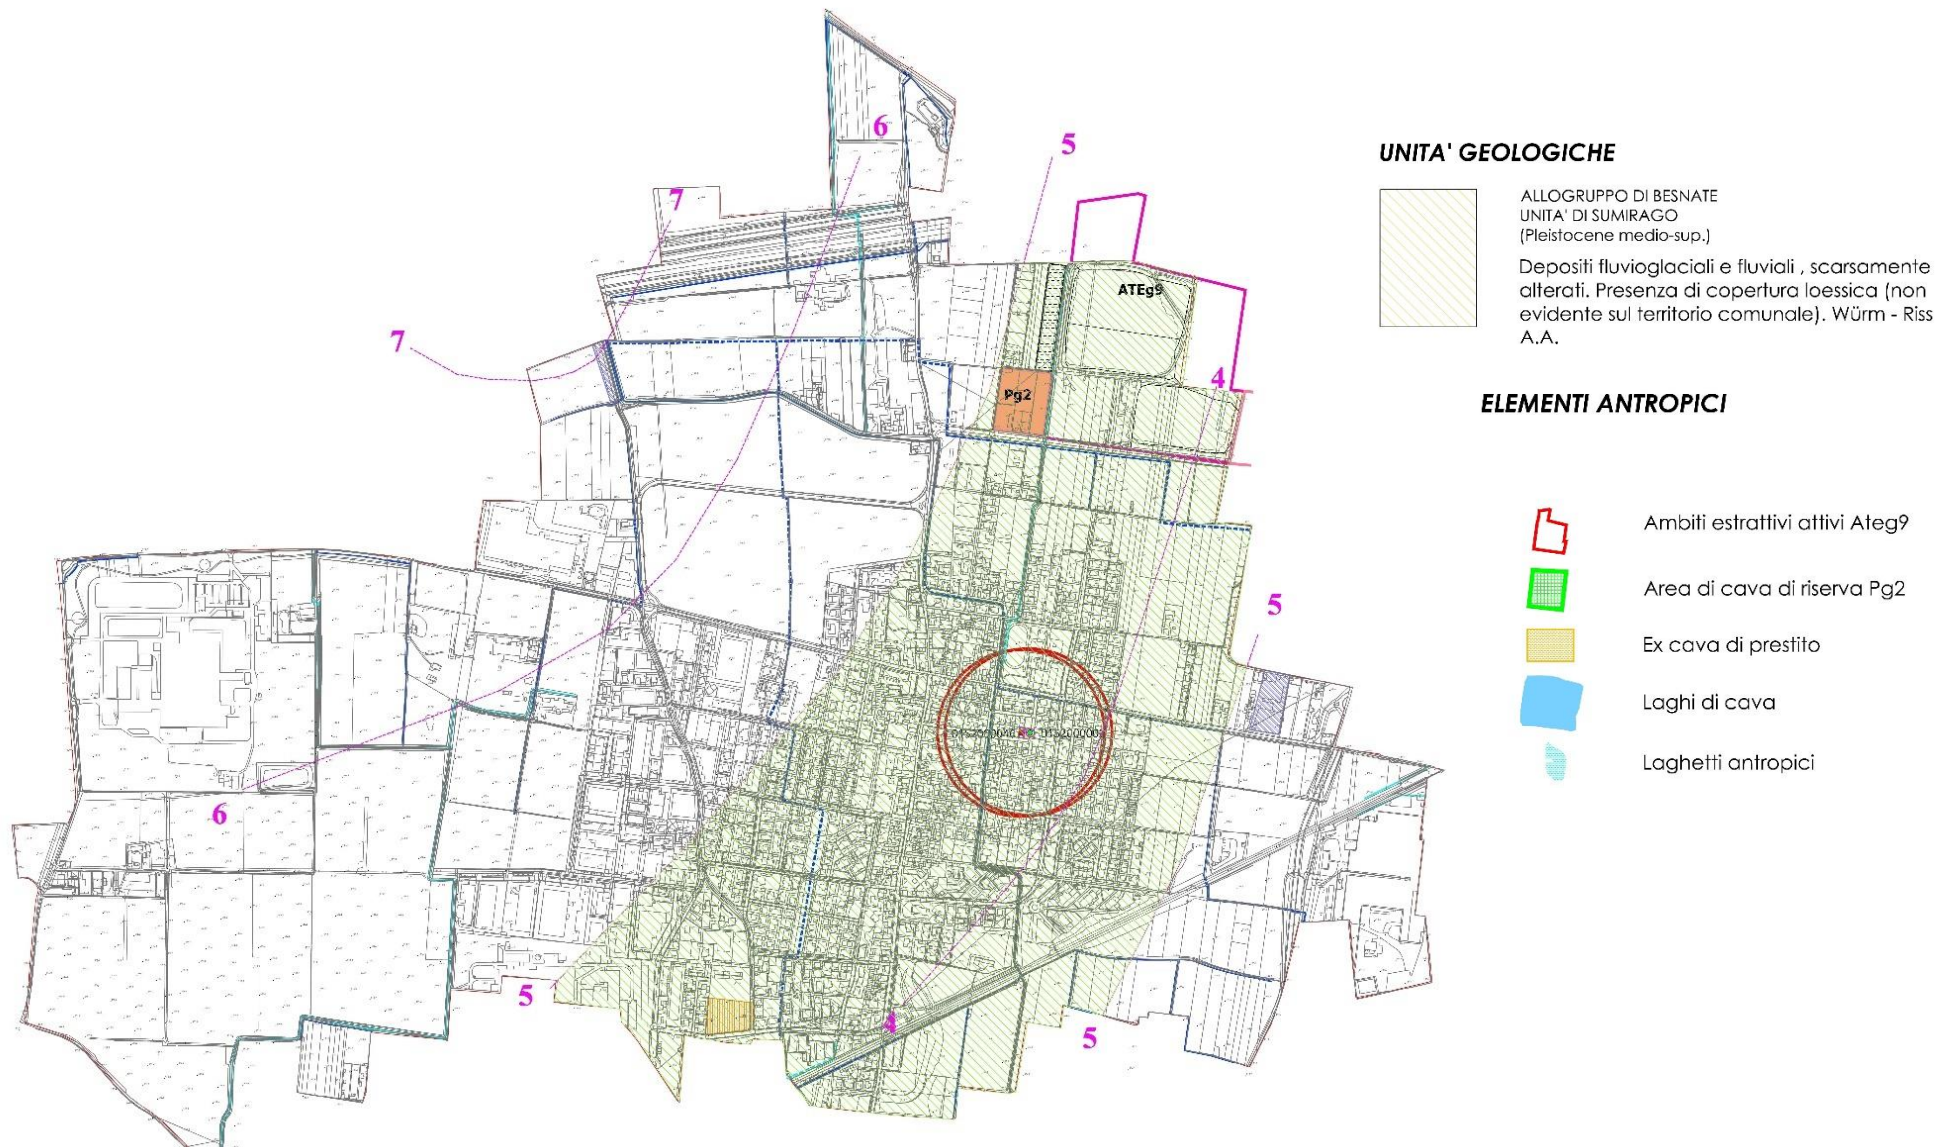 6
5
7
7
4
ATEg9
Pg2
5
6
5
4
5
UNITA' GEOLOGICHE
ALLOGRUPPO DI BESNATE
UNITA' DI SUMIRAGO
(Pleistocene medio-sup.)
Depositi fluvioglaciali e fluviali , scarsamente
alterati. Presenza di copertura loessica (non
evidente sul territorio comunale). Würm - Riss
A.A.
ELEMENTI ANTROPICI
Ambiti estrattivi attivi Ateg9
Area di cava di riserva Pg2
Ex cava di prestito
Laghi di cava
Laghetti antropici